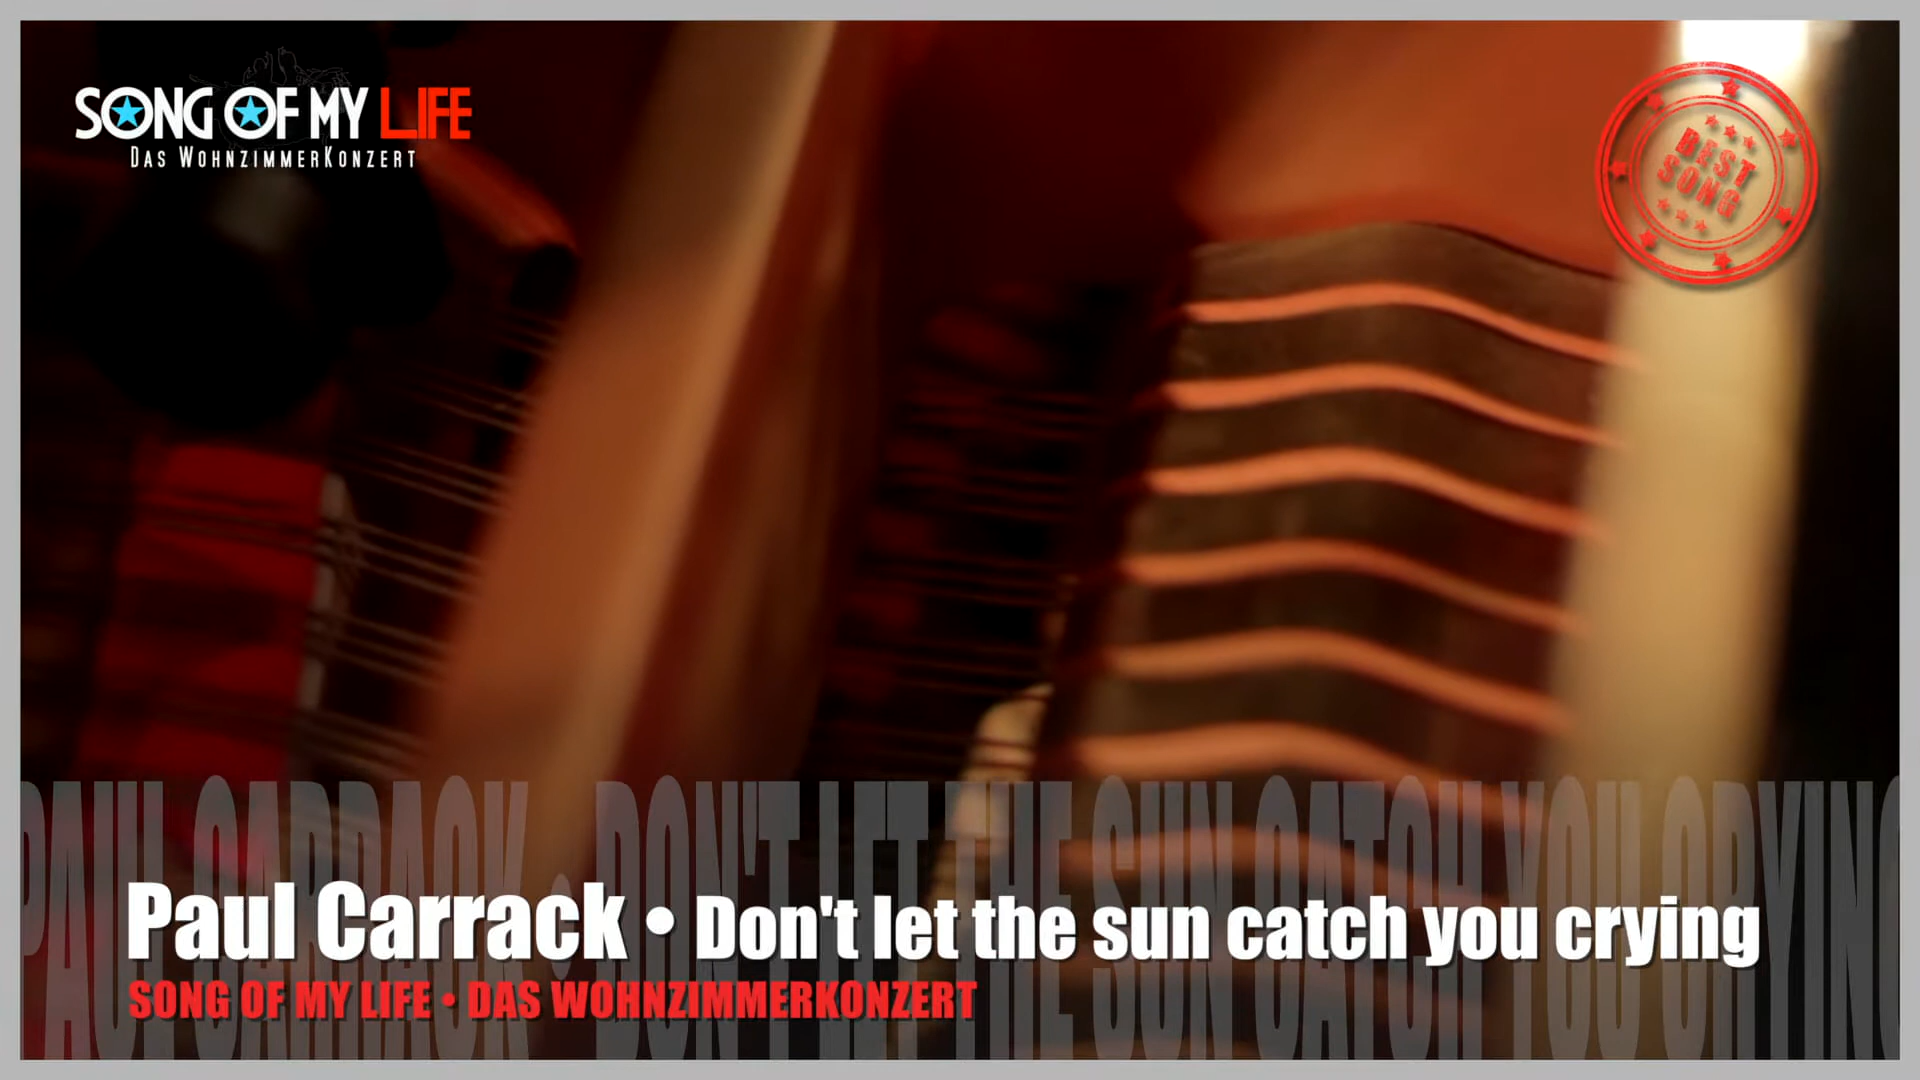 SONG OF MY LIFE
DAS WOHNZIMMERKONZERT
BEST
SONG
PAUL CARRACK • DON'T LET THE SUN CATCH YOU CRYING
Paul Carrack • Don't let the sun catch you crying
SONG OF MY LIFE • DAS WOHNZIMMERKONZERT